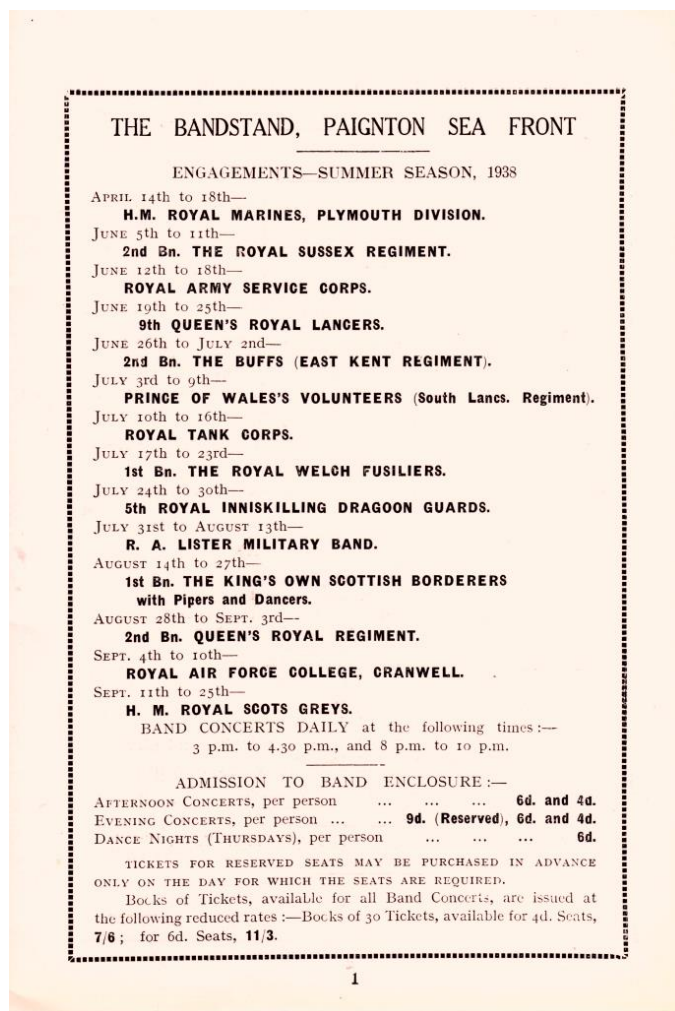 THE BANDSTAND, PAIGNTON SEA FRONT
ENGAGEMENTS—SUMMER SEASON, 1938
APRIL 14th to 18th—
H.M. ROYAL MARINES, PLYMOUTH DIVISION.
JUNE 5th to 11th—
2nd Bn. THE ROYAL SUSSEX REGIMENT.
JUNE 12th to 18th—
ROYAL ARMY SERVICE CORPS.
JUNE 19th to 25th—
9th QUEEN'S ROYAL LANCERS.
JUNE 26th to JULY 2nd—
2nd Bn. THE BUFFS (EAST KENT REGIMENT).
JULY 3rd to 9th—
PRINCE OF WALES'S VOLUNTEERS (South Lancs. Regiment).
JULY 10th to 16th—
ROYAL TANK CORPS.
JULY 17th to 23rd—
1st Bn. THE ROYAL WELCH FUSILIERS.
JULY 24th to 30th—
5th ROYAL INNISKILLING DRAGOON GUARDS.
JULY 31st to AUGUST 13th—
R. A. LISTER MILITARY BAND.
AUGUST 14th to 27th—
1st Bn. THE KING'S OWN SCOTTISH BORDERERS
with Pipers and Dancers.
AUGUST 28th to SEPT. 3rd—
2nd Bn. QUEEN'S ROYAL REGIMENT.
SEPT. 4th to 10th—
ROYAL AIR FORCE COLLEGE, CRANWELL.
SEPT. 11th to 25th—
H. M. ROYAL SCOTS GREYS.
BAND CONCERTS DAILY at the following times :—
3 p.m. to 4.30 p.m., and 8 p.m. to 10 p.m.
ADMISSION TO BAND ENCLOSURE :—
AFTERNOON CONCERTS, per person ... ... ... 6d. and 4d.
EVENING CONCERTS, per person ... ... 9d. (Reserved), 6d. and 4d.
DANCE NIGHTS (THURSDAYS), per person ... ... ... 6d.
TICKETS FOR RESERVED SEATS MAY BE PURCHASED IN ADVANCE
ONLY ON THE DAY FOR WHICH THE SEATS ARE REQUIRED.
Books of Tickets, available for all Band Concerts, are issued at
the following reduced rates :—Books of 30 Tickets, available for 4d. Seats,
7/6 ; for 6d. Seats, 11/3.
1